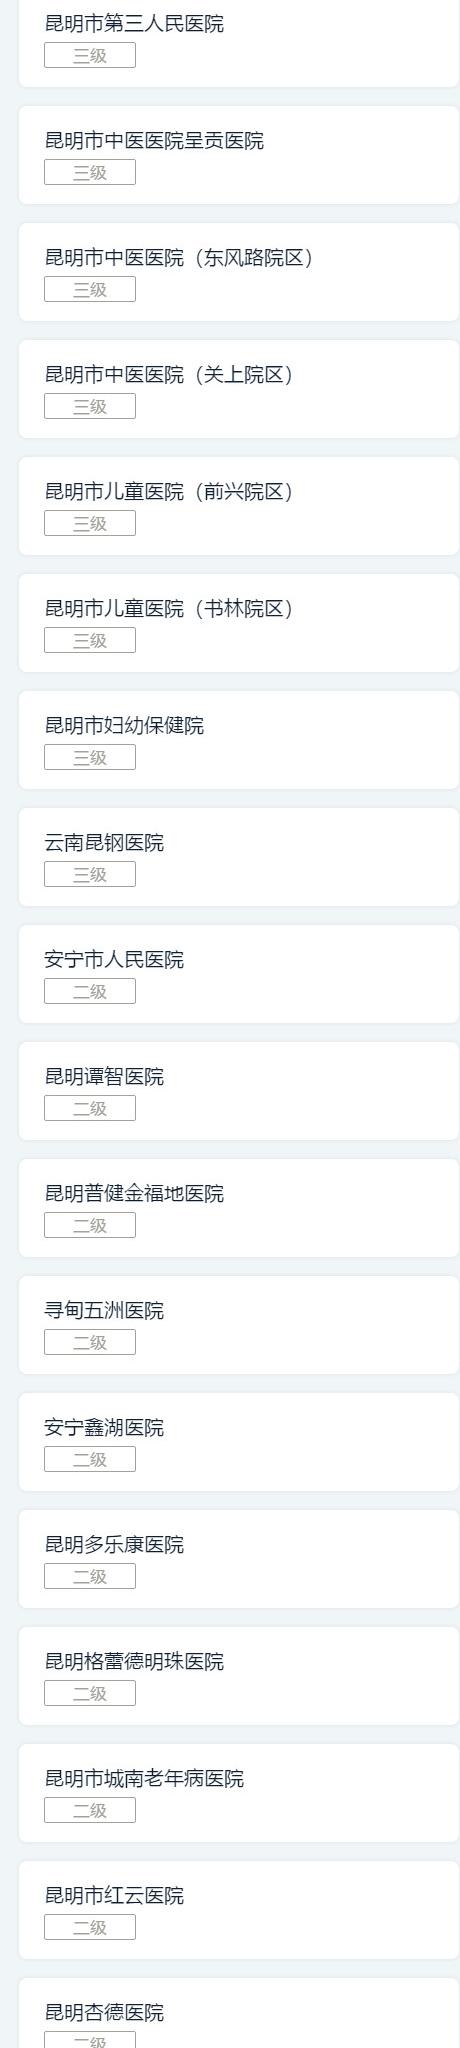 昆明市第三人民医院
三级
昆明市中医医院呈贡医院
三级
昆明市中医医院（东风路院区）
三级
昆明市中医医院（关上院区）
三级
昆明市儿童医院（前兴院区）
三级
昆明市儿童医院（书林院区）
三级
昆明市妇幼保健院
三级
云南昆钢医院
三级
安宁市人民医院
二级
昆明谭智医院
二级
昆明普健金福地医院
二级
寻甸五洲医院
二级
安宁鑫湖医院
二级
昆明多乐康医院
二级
昆明格蕾德明珠医院
二级
昆明市城南老年病医院
二级
昆明市红云医院
二级
昆明杏德医院